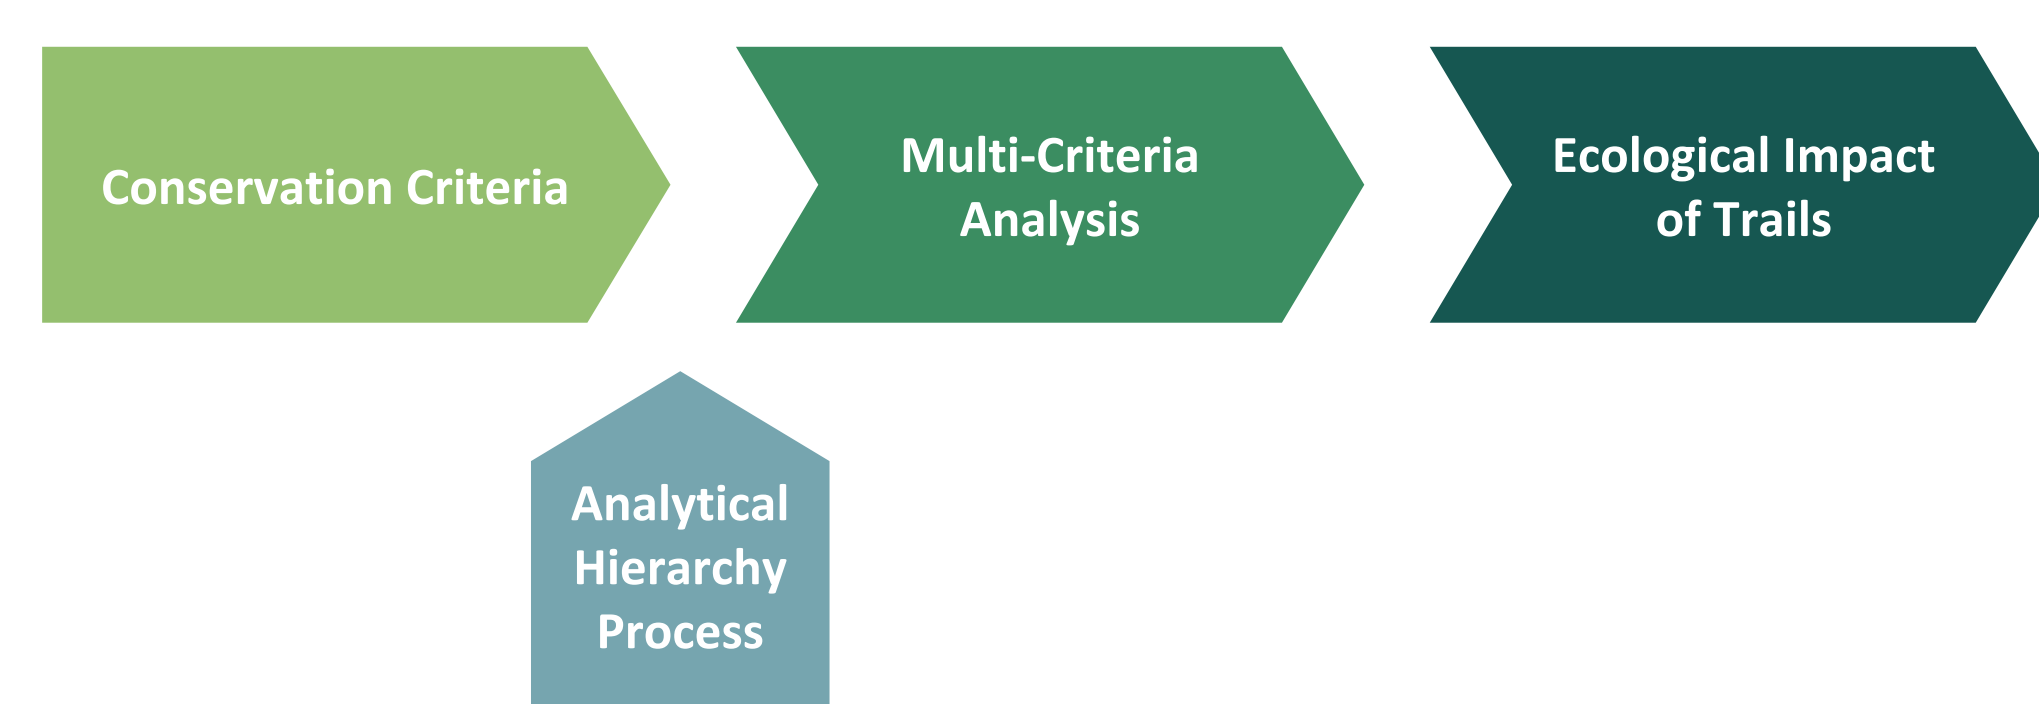 Conservation Criteria
Multi-Criteria
Analysis
Ecological Impact
of Trails
Analytical
Hierarchy
Process